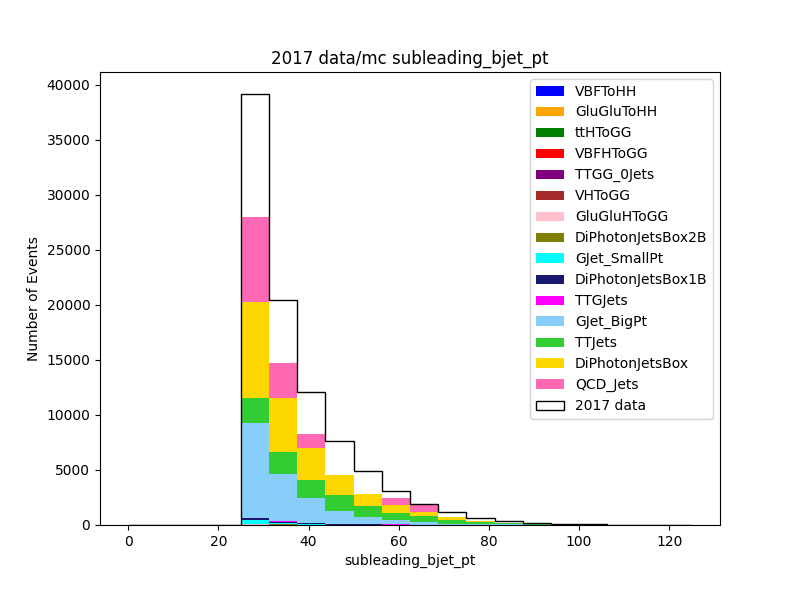 2017 data/mc subleading_bjet_pt
40000
35000
30000
25000
20000
15000
10000
5000
0
Number of Events
VBFToHH
GluGluToHH
ttHToGG
VBFHToGG
TTGG_0Jets
VHToGG
GluGluHToGG
DiPhotonJetsBox2B
GJet_SmallPt
DiPhotonJetsBox1B
TTGJets
GJet_BigPt
TTJets
DiPhotonJetsBox
QCD_Jets
2017 data
0 20 40 60 80 100 120
subleading_bjet_pt